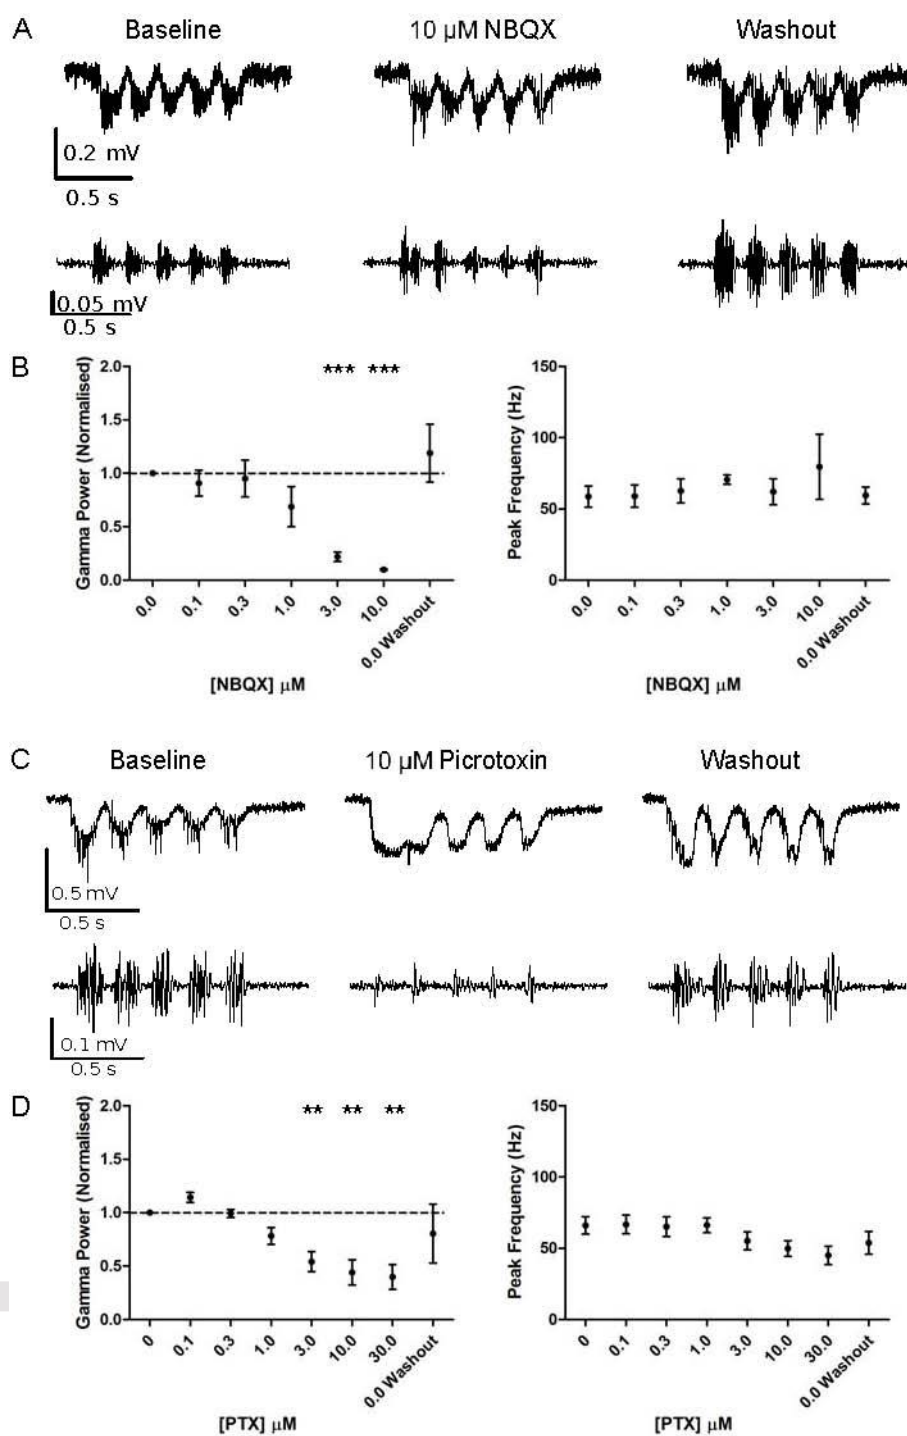 A
Baseline 10 µM NBQX Washout
0.2 mV
0.5 s
0.05 mV
0.5 s
B
Gamma Power (Normalised)
2.0
1.5
1.0
0.5
0.0
*** ***
0.0 0.1 0.3 1.0 3.0 10.0 0.0 Washout
[NBQX] µM
Peak Frequency (Hz)
150
100
50
0
0.0 0.1 0.3 1.0 3.0 10.0 0.0 Washout
[NBQX] µM
C
Baseline 10 µM Picrotoxin Washout
0.5 mV
0.5 s
0.1 mV
0.5 s
D
Gamma Power (Normalised)
2.0
1.5
1.0
0.5
0.0
** ** **
0 0.1 0.3 1.0 3.0 10.0 30.0 0.0 Washout
[PTX] µM
Peak Frequency (Hz)
150
100
50
0
0 0.1 0.3 1.0 3.0 10.0 30.0 0.0 Washout
[PTX] µM